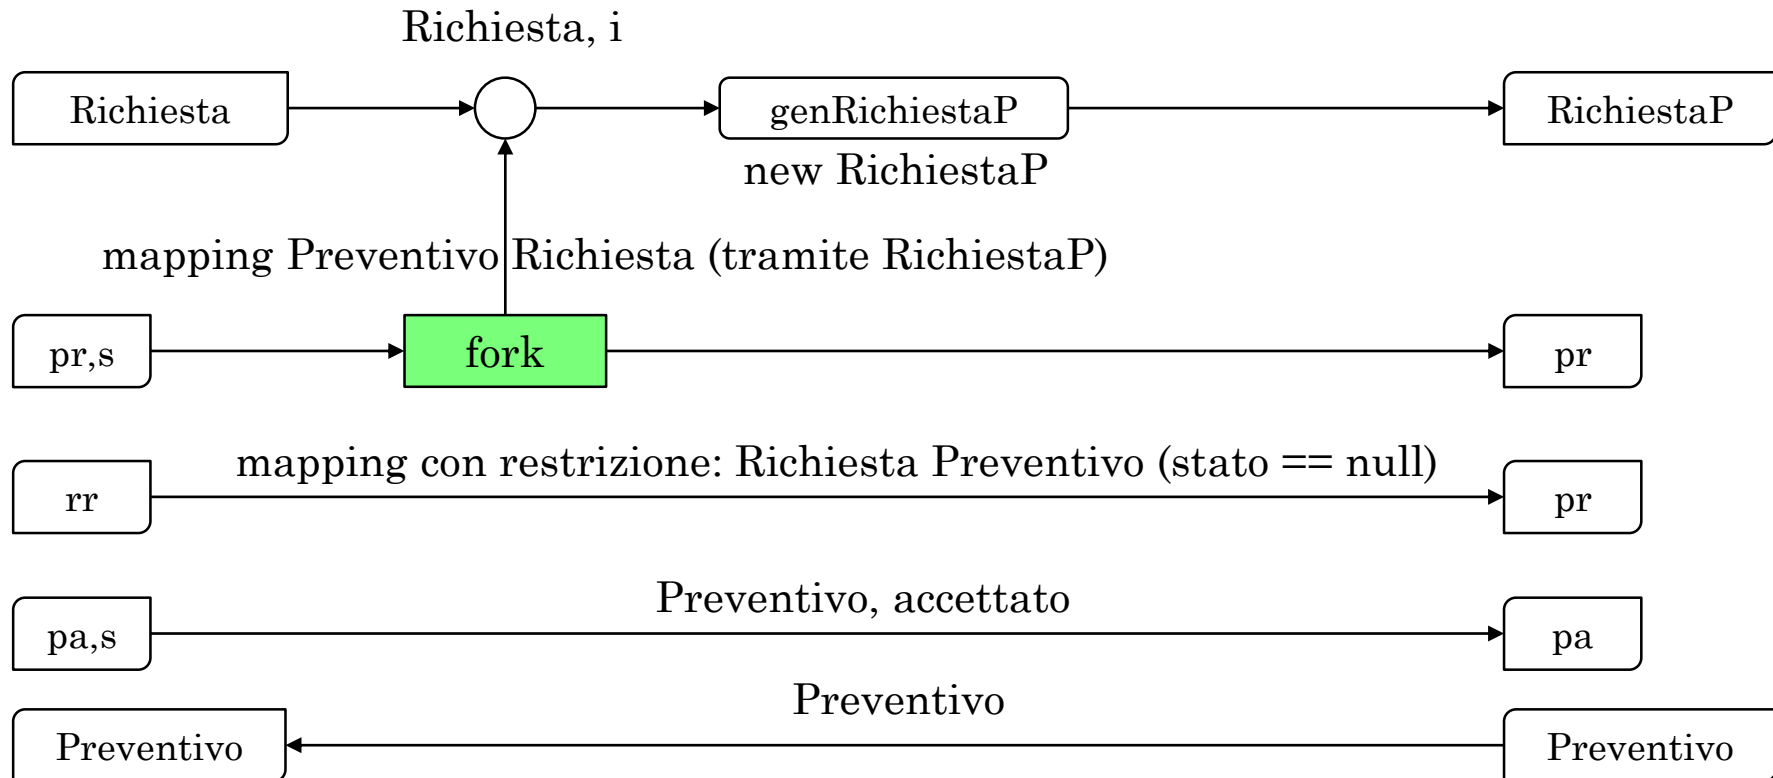 Richiesta, i
Richiesta
genRichiestaP
RichiestaP
new RichiestaP
mapping Preventivo Richiesta (tramite RichiestaP)
pr,s
fork
pr
mapping con restrizione: Richiesta Preventivo (stato == null)
rr
pr
Preventivo, accettato
pa,s
pa
Preventivo
Preventivo
Preventivo